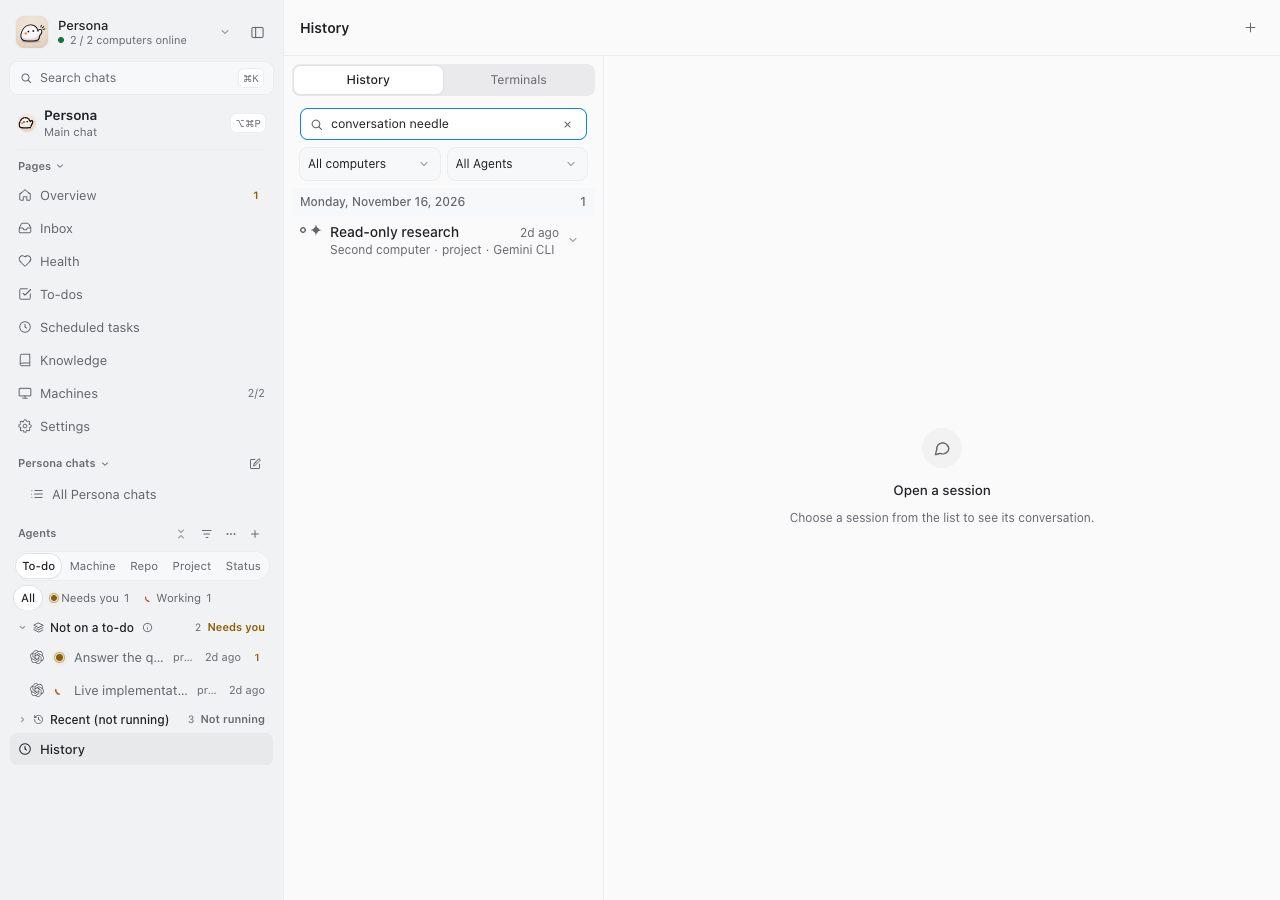 Persona
2 / 2 computers online
Search chats ⌘K
Persona
Main chat
⌥⌘P
Pages
Overview 1
Inbox
Health
To-dos
Scheduled tasks
Knowledge
Machines 2/2
Settings
Persona chats
All Persona chats
Agents
To-do Machine Repo Project Status
All Needs you 1 Working 1
Not on a to-do 2 Needs you
Answer the q... pr... 2d ago 1
Live implementat... pr... 2d ago
Recent (not running) 3 Not running
History
History
History Terminals
conversation needle
All computers All Agents
Monday, November 16, 2026 1
Read-only research 2d ago
Second computer · project · Gemini CLI
Open a session
Choose a session from the list to see its conversation.